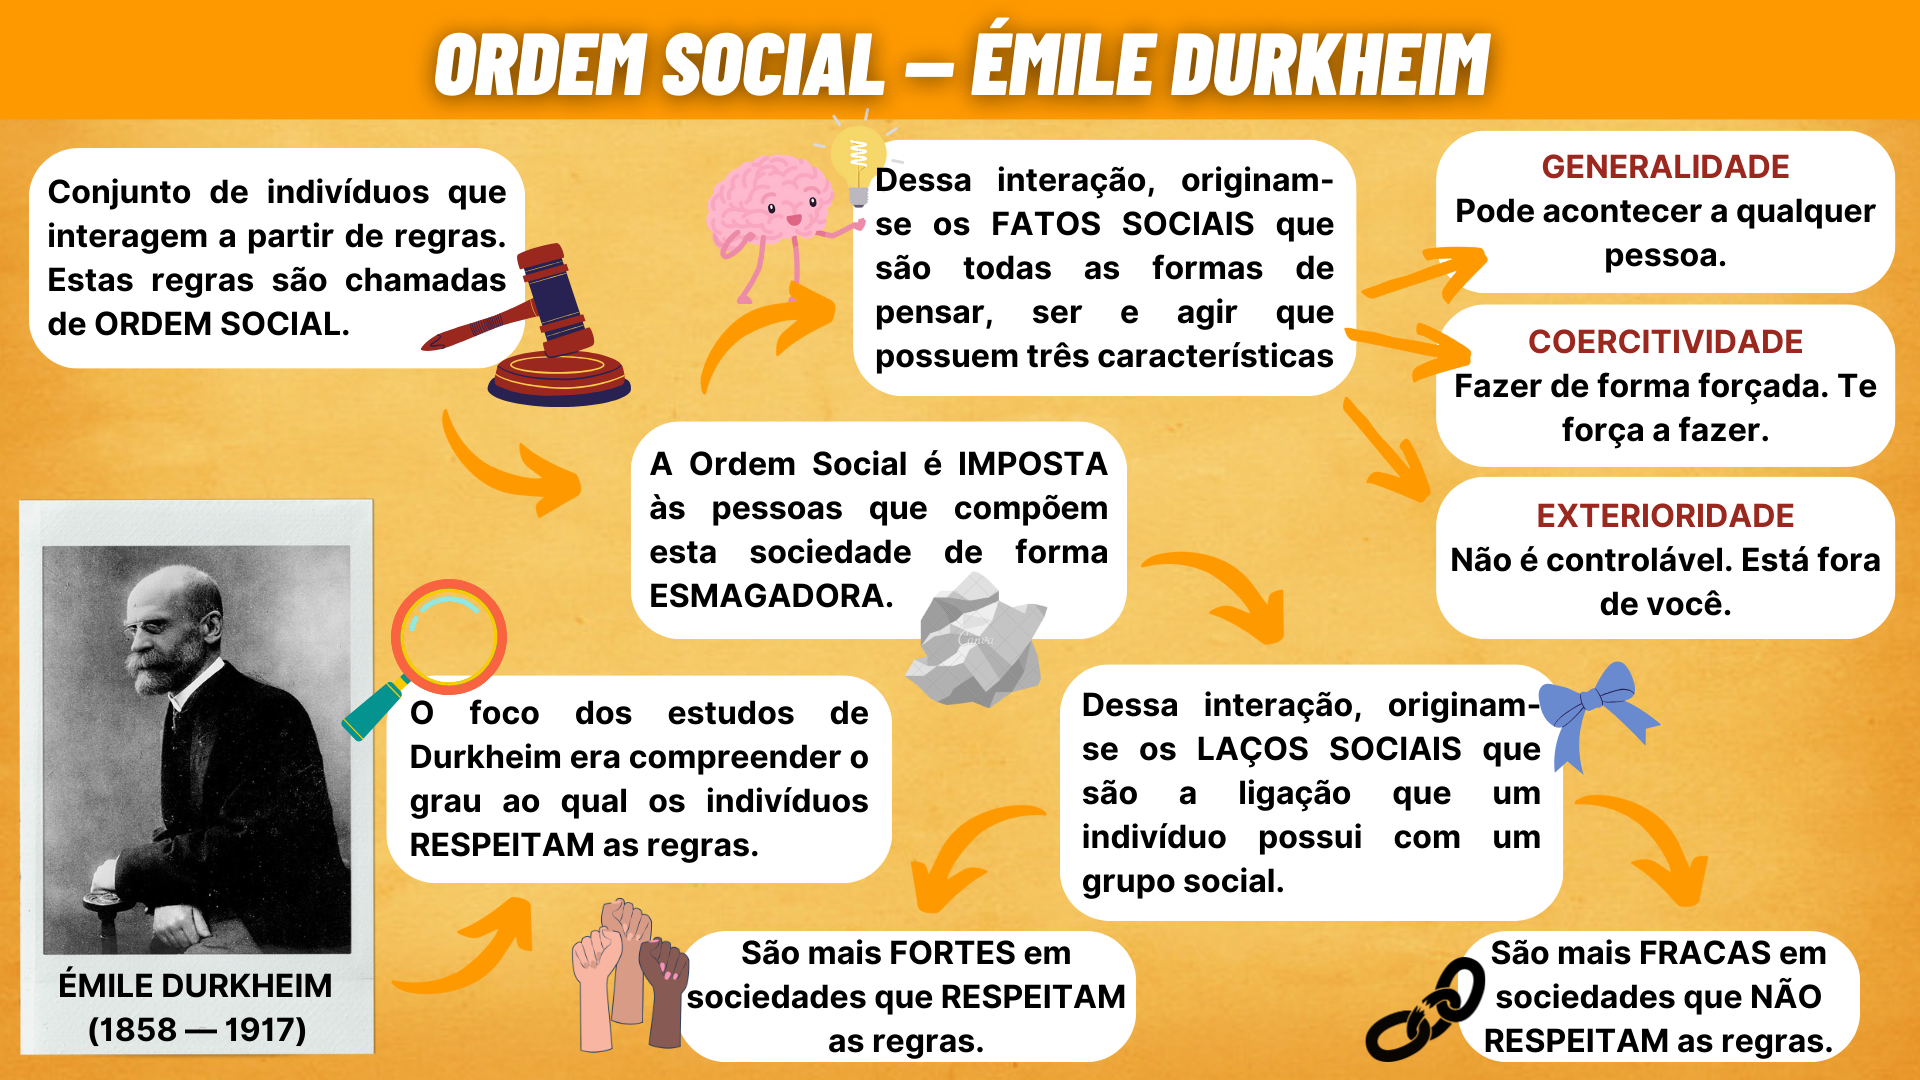 ORDEM SOCIAL — ÉMILE DURKHEIM
Conjunto de indivíduos que
interagem a partir de regras.
Estas regras são chamadas
de ORDEM SOCIAL.
Dessa interação, originam-
se os FATOS SOCIAIS que
são todas as formas de
pensar, ser e agir que
possuem três características
GENERALIDADE
Pode acontecer a qualquer
pessoa.
COERCITIVIDADE
Fazer de forma forçada. Te
força a fazer.
EXTERIORIDADE
Não é controlável. Está fora
de você.
A Ordem Social é IMPOSTA
às pessoas que compõem
esta sociedade de forma
ESMAGADORA.
Canva
O foco dos estudos de
Durkheim era compreender o
grau ao qual os indivíduos
RESPEITAM as regras.
Dessa interação, originam-
se os LAÇOS SOCIAIS que
são a ligação que um
indivíduo possui com um
grupo social.
ÉMILE DURKHEIM
(1858 — 1917)
São mais FORTES em
sociedades que RESPEITAM
as regras.
São mais FRACAS em
sociedades que NÃO
RESPEITAM as regras.